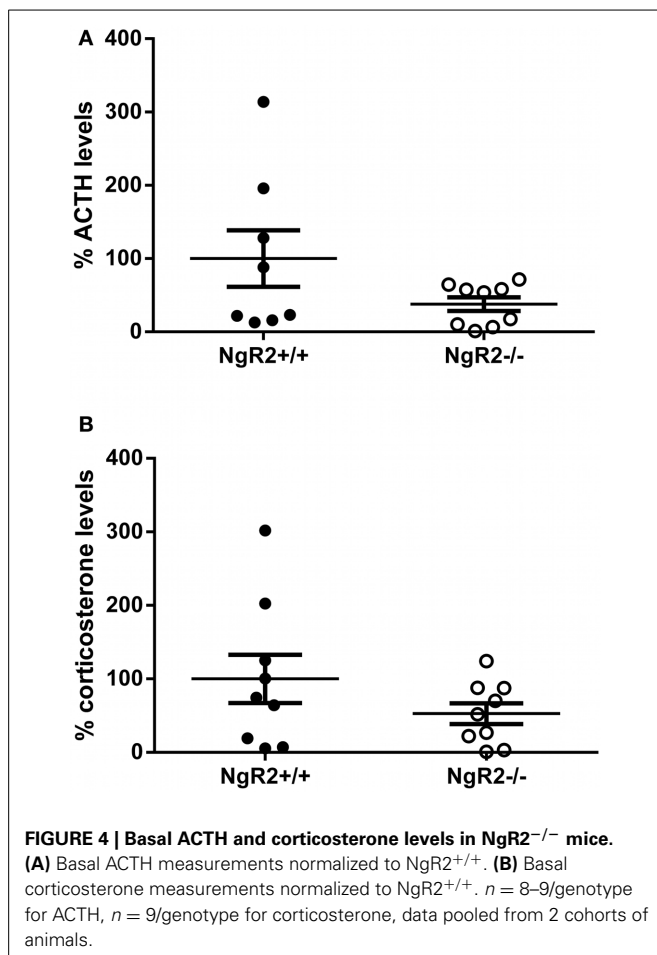 A
400
300
200
100
0
% ACTH levels
NgR2+/+ NgR2-/-
B
400
300
200
100
0
% corticosterone levels
NgR2+/+ NgR2-/-
FIGURE 4 | Basal ACTH and corticosterone levels in NgR2−/− mice.
(A) Basal ACTH measurements normalized to NgR2+/+. (B) Basal
corticosterone measurements normalized to NgR2+/+. n = 8–9/genotype
for ACTH, n = 9/genotype for corticosterone, data pooled from 2 cohorts of
animals.